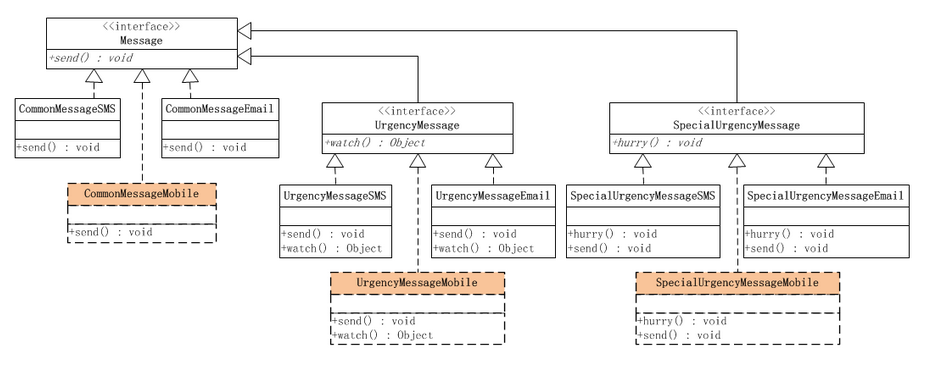 <<interface>>
Message
+send() : void
CommonMessageSMS
+send() : void
CommonMessageEmail
+send() : void
CommonMessageMobile
+send() : void
<<interface>>
UrgencyMessage
+watch() : Object
UrgencyMessageSMS
+send() : void
+watch() : Object
UrgencyMessageEmail
+send() : void
+watch() : Object
UrgencyMessageMobile
+send() : void
+watch() : Object
<<interface>>
SpecialUrgencyMessage
+hurry() : void
SpecialUrgencyMessageSMS
+hurry() : void
+send() : void
SpecialUrgencyMessageEmail
+hurry() : void
+send() : void
SpecialUrgencyMessageMobile
+hurry() : void
+send() : void